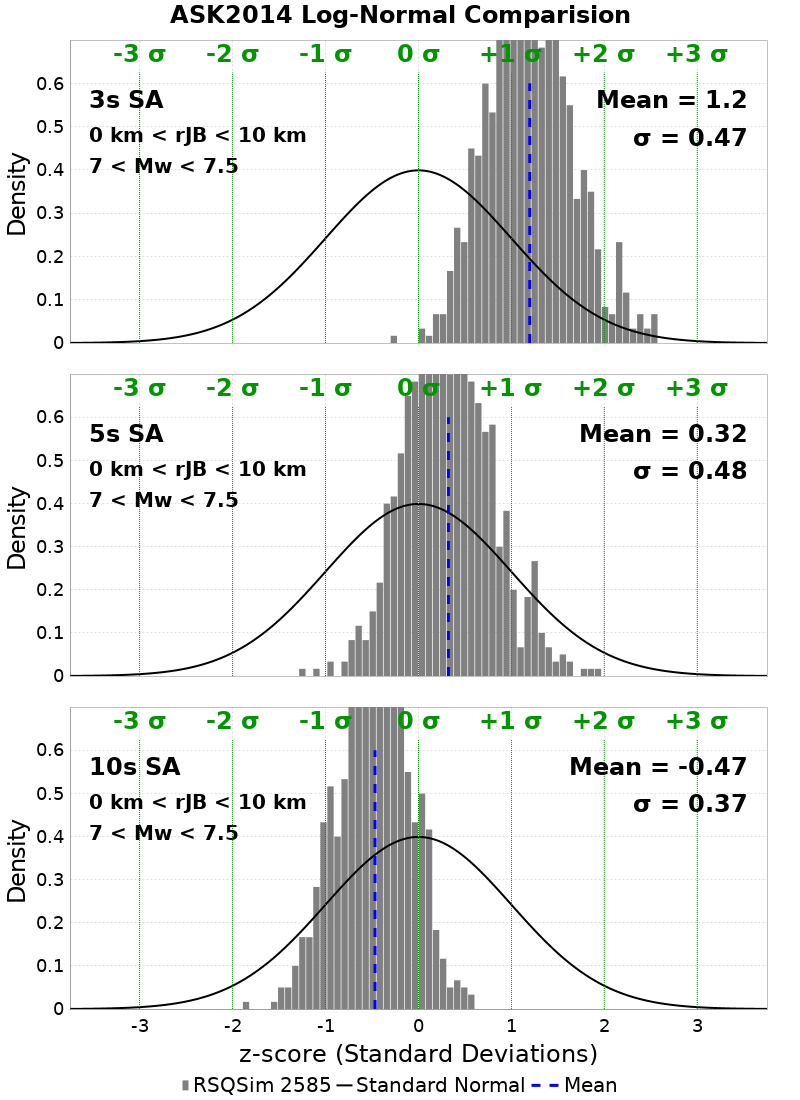 ASK2014 Log-Normal Comparision
-3 σ -2 σ -1 σ 0 σ +1 σ +2 σ +3 σ
3s SA
0 km < rJB < 10 km
7 < Mw < 7.5
Mean = 1.2
σ = 0.47
Density
0.6
0.5
0.4
0.3
0.2
0.1
0
-3 σ -2 σ -1 σ 0 σ +1 σ +2 σ +3 σ
5s SA
0 km < rJB < 10 km
7 < Mw < 7.5
Mean = 0.32
σ = 0.48
Density
0.6
0.5
0.4
0.3
0.2
0.1
0
-3 σ -2 σ -1 σ 0 σ +1 σ +2 σ +3 σ
10s SA
0 km < rJB < 10 km
7 < Mw < 7.5
Mean = -0.47
σ = 0.37
Density
0.6
0.5
0.4
0.3
0.2
0.1
0
-3 -2 -1 0 1 2 3
z-score (Standard Deviations)
RSQSim 2585 Standard Normal Mean